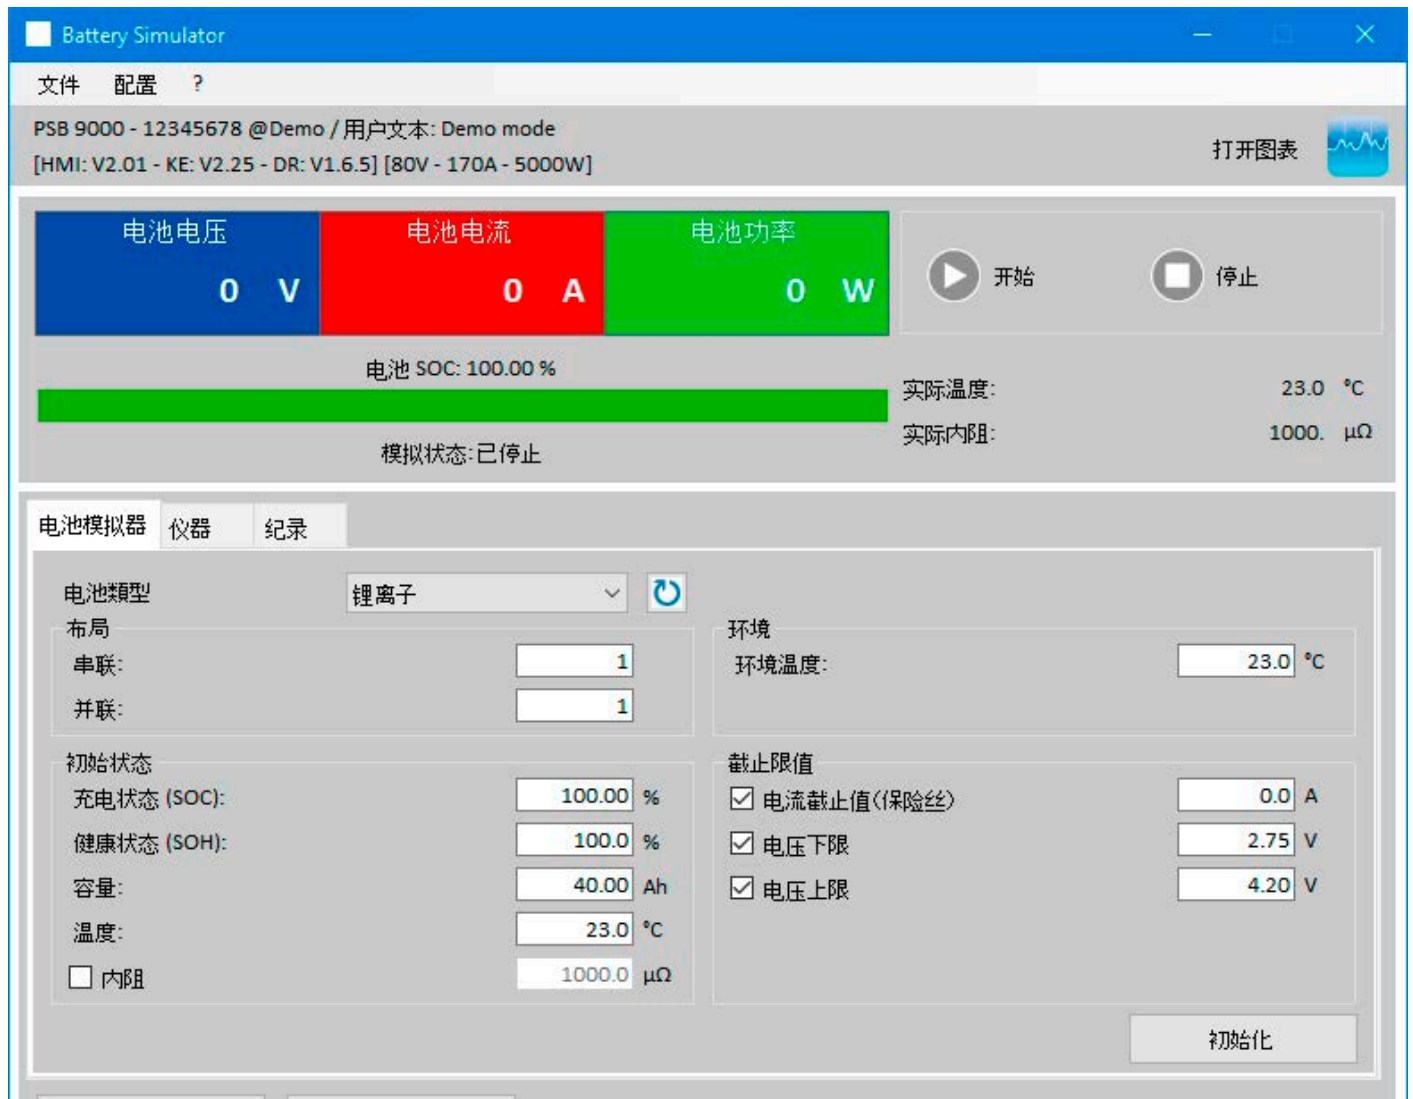 Battery Simulator
文件 配置 ?
PSB 9000 - 12345678 @Demo / 用户文本: Demo mode
[HMI: V2.01 - KE: V2.25 - DR: V1.6.5] [80V - 170A - 5000W]
打开图表
电池电压 电池电流 电池功率
0 V 0 A 0 W
开始 停止
电池 SOC: 100.00 %
实际温度: 23.0 °C
实际内阻: 1000. μΩ
模拟状态:已停止
电池模拟器 仪器 纪录
电池類型 锂离子
布局
串联: 1
并联: 1
环境
环境温度: 23.0 °C
初始状态
充电状态 (SOC): 100.00 %
健康状态 (SOH): 100.0 %
容量: 40.00 Ah
温度: 23.0 °C
内阻 1000.0 μΩ
截止限值
电流截止值(保险丝) 0.0 A
电压下限 2.75 V
电压上限 4.20 V
初始化